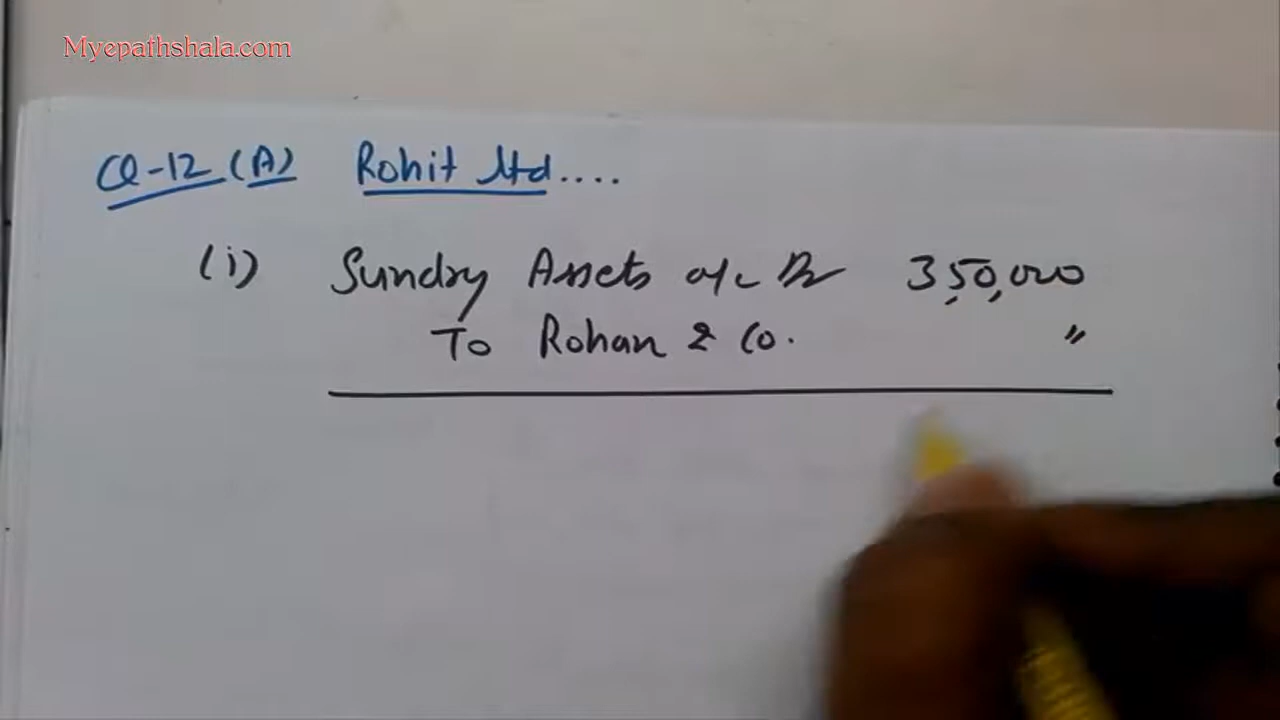 Myepathshala.com
Q-12 (A) Rohit ltd....
(i) Sundry Assets a/c Dr 3,50,000
To Rohan & Co. "